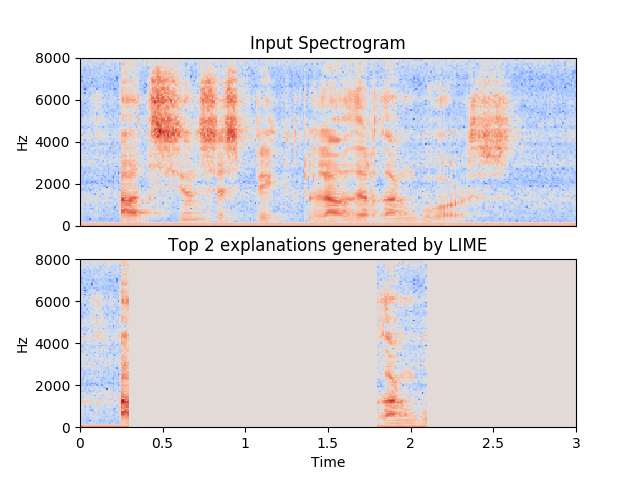 Input Spectrogram
8000
6000
4000
2000
0
Hz
Top 2 explanations generated by LIME
8000
6000
4000
2000
0
Hz
0 0.5 1 1.5 2 2.5 3
Time